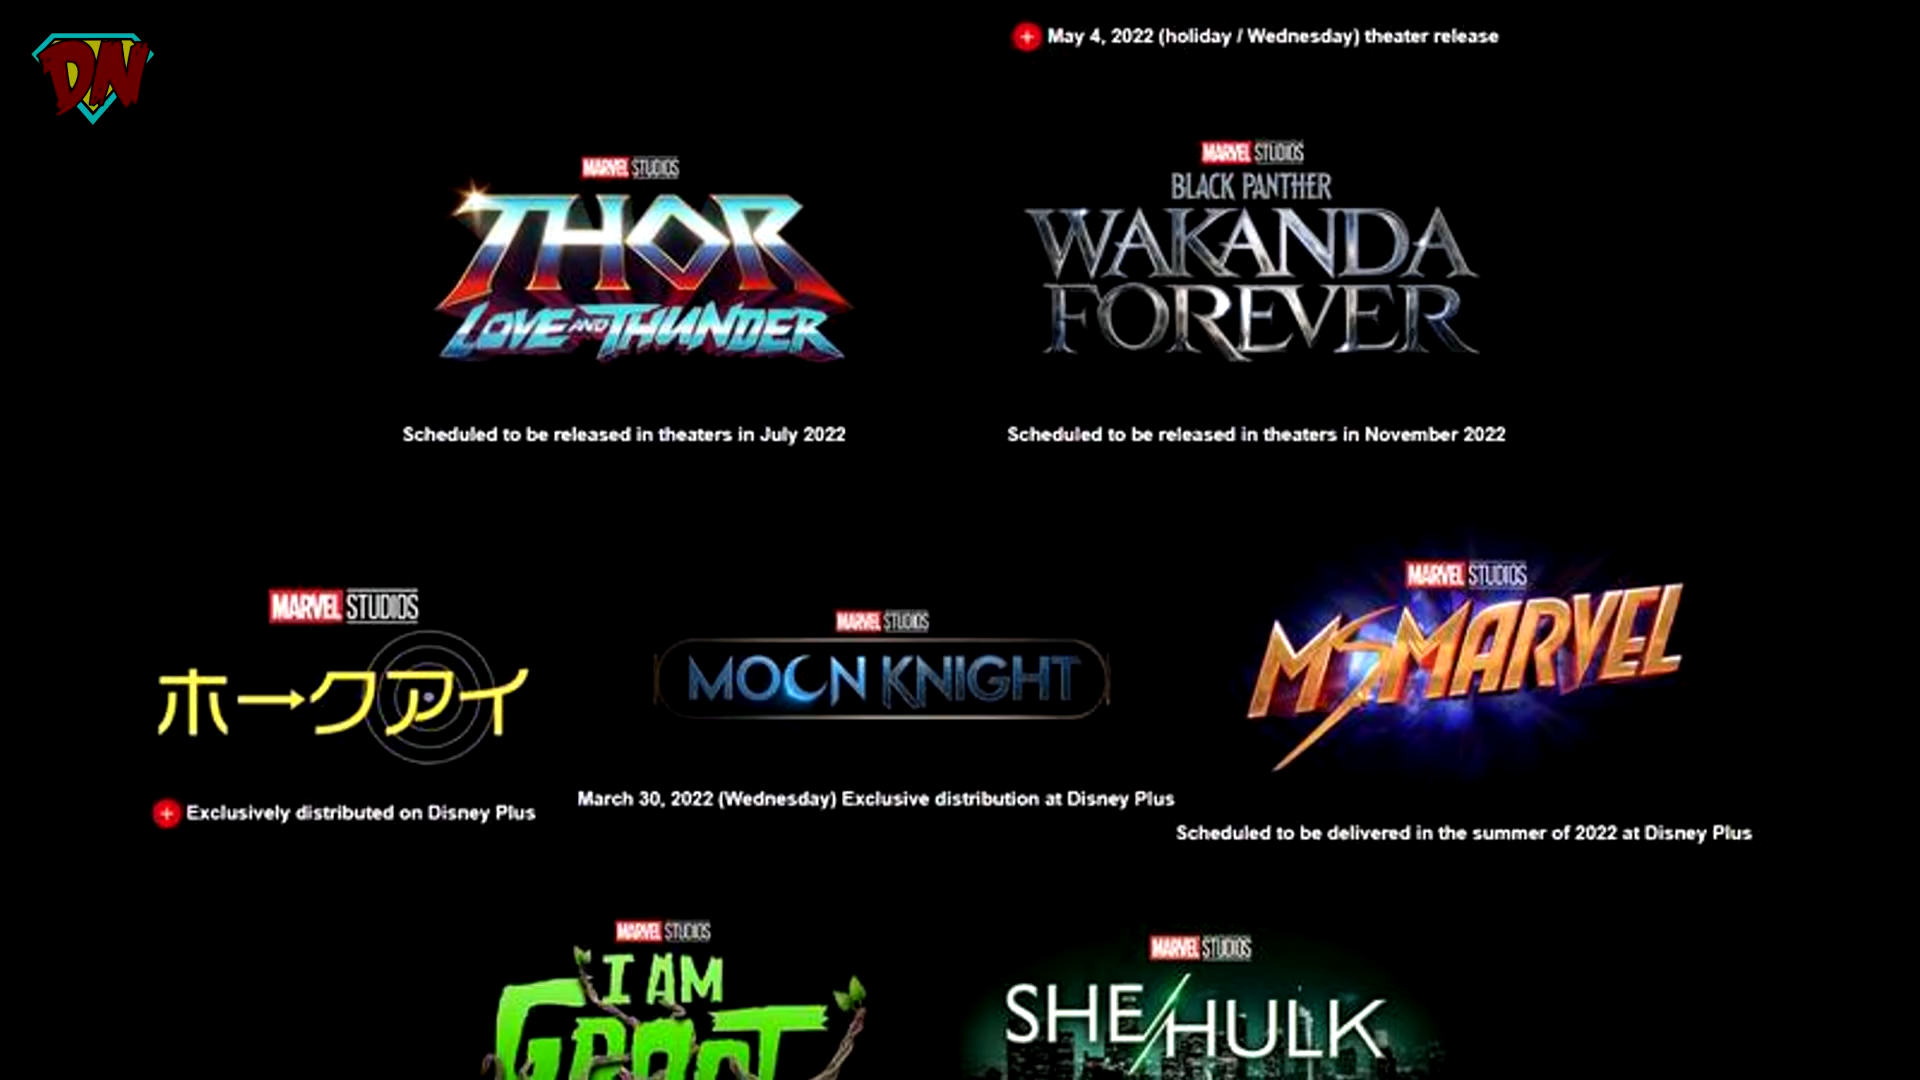 DN
May 4, 2022 (holiday / Wednesday) theater release
MARVEL STUDIOS
THOR
LOVE AND THUNDER
Scheduled to be released in theaters in July 2022
MARVEL STUDIOS
BLACK PANTHER
WAKANDA
FOREVER
Scheduled to be released in theaters in November 2022
MARVEL STUDIOS
ホークアイ
Exclusively distributed on Disney Plus
MARVEL STUDIOS
MOON KNIGHT
March 30, 2022 (Wednesday) Exclusive distribution at Disney Plus
MARVEL STUDIOS
MS MARVEL
Scheduled to be delivered in the summer of 2022 at Disney Plus
MARVEL STUDIOS
I AM
GROOT
MARVEL STUDIOS
SHE/HULK